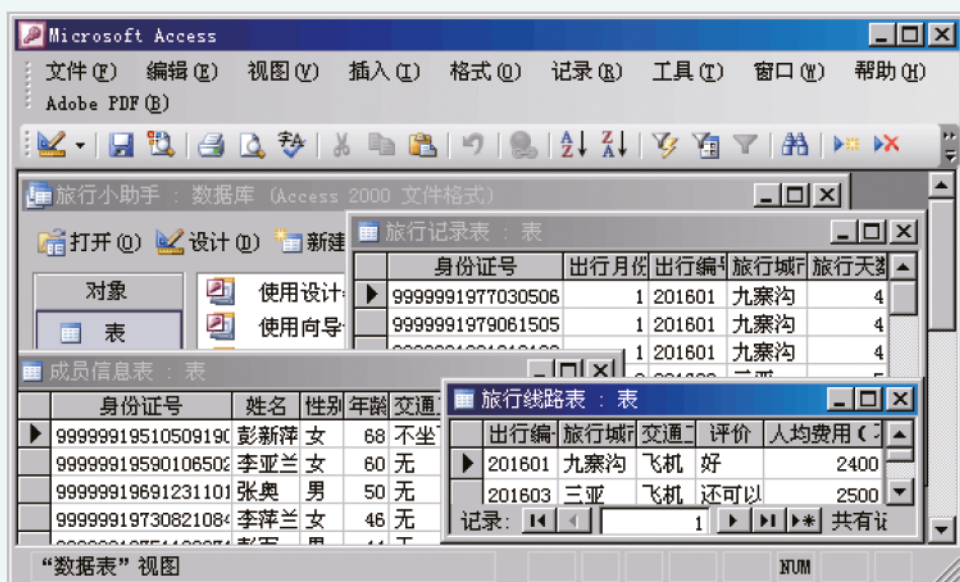 Microsoft Access
文件(F) 编辑(E) 视图(V) 插入(I) 格式(O) 记录(R) 工具(T) 窗口(W) 帮助(H)
Adobe PDF(B)
旅行小助手 : 数据库 (Access 2000 文件格式)
打开(O) 设计(D) 新建
对象
表
使用设计
使用向导
旅行记录表 : 表
身份证号 出行月份 出行编号 旅行城市 旅行天数
9999991977030506 1 201601 九寨沟 4
9999991979061505 1 201601 九寨沟 4
1 201601 九寨沟 4
成员信息表 : 表
身份证号 姓名 性别 年龄 交通
9999991951050919 彭新萍 女 68 不坐
99999919590106502 李亚兰 女 60 无
99999919691231101 张奥 男 50 无
99999919730821084 李萍兰 女 46 无
旅行线路表 : 表
出行编 旅行城市 交通工 评价 人均费用(
201601 九寨沟 飞机 好 2400
201603 三亚 飞机 还可以 2500
记录: 1 共有记
“数据表”视图 NUM